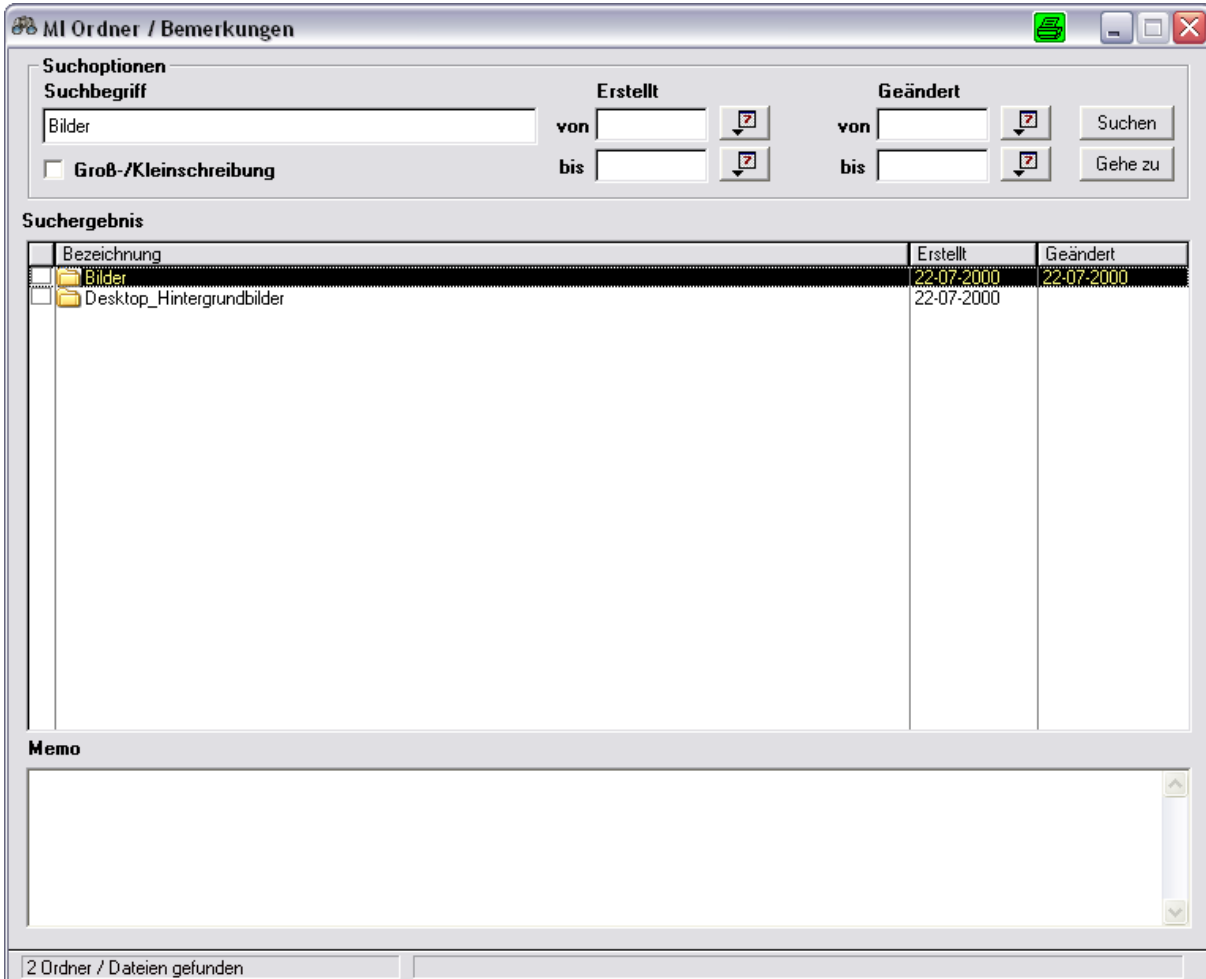 MI Ordner / Bemerkungen
Suchoptionen
Suchbegriff Erstellt Geändert
Bilder von von Suchen
Groß-/Kleinschreibung bis bis Gehe zu
Suchergebnis
Bezeichnung Erstellt Geändert
Bilder 22-07-2000 22-07-2000
Desktop_Hintergrundbilder 22-07-2000
Memo
2 Ordner / Dateien gefunden